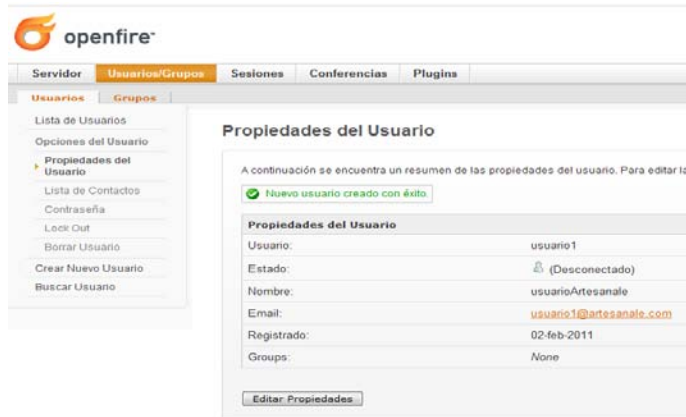 openfire
Servidor Usuarios/Grupos Sesiones Conferencias Plugins
Usuarios Grupos
Lista de Usuarios
Opciones del Usuario
Propiedades del
Usuario
Lista de Contactos
Contraseña
Lock Out
Borrar Usuario
Crear Nuevo Usuario
Buscar Usuario
Propiedades del Usuario
A continuación se encuentra un resumen de las propiedades del usuario. Para editar la
Nuevo usuario creado con éxito.
Propiedades del Usuario
Usuario: usuario1
Estado: (Desconectado)
Nombre: usuarioArtesanale
Email: usuario1@artesanale.com
Registrado: 02-feb-2011
Groups: None
Editar Propiedades